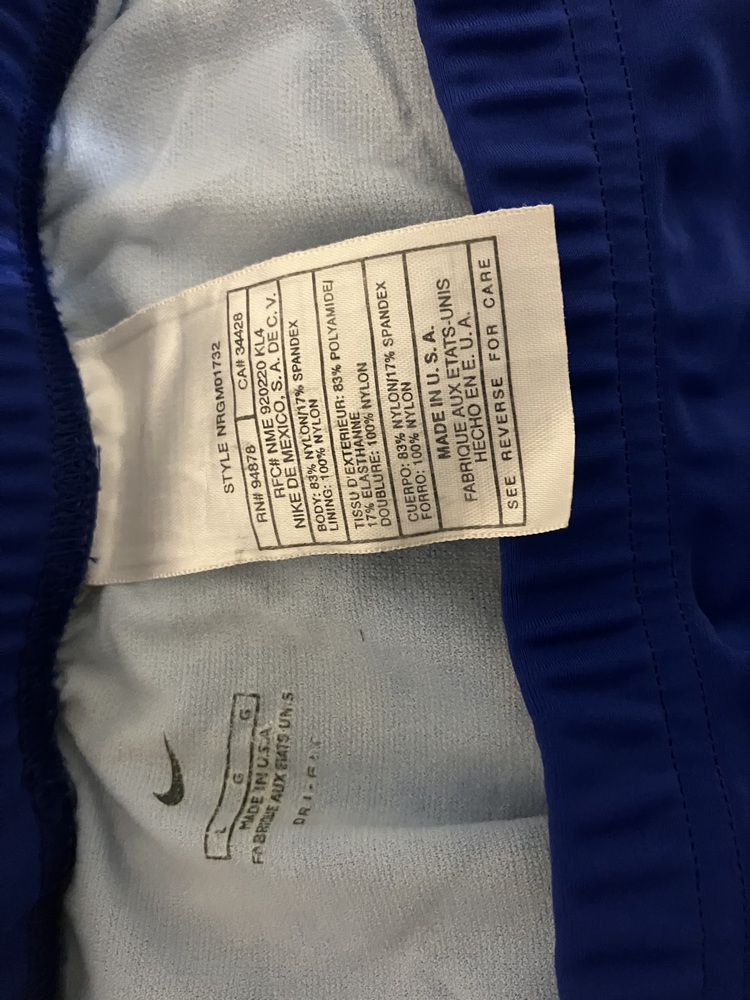 STYLE NRGM01732
RN# 94878 CA# 34428
RFC# NME 920220 KL4
NIKE DE MEXICO, S. A. DE C. V.
BODY: 83% NYLON/17% SPANDEX
LINING: 100% NYLON
TISSU D'EXTERIEUR: 83% POLYAMIDE/
17% ELASTHANNE
DOUBLURE: 100% NYLON
CUERPO: 83% NYLON/17% SPANDEX
FORRO: 100% NYLON
MADE IN U. S. A.
FABRIQUE AUX ETATS-UNIS
HECHO EN E. U. A.
SEE REVERSE FOR CARE
L G G
MADE IN U.S.A.
FABRIQUE AUX ETATS UNIS
DRI-FIT